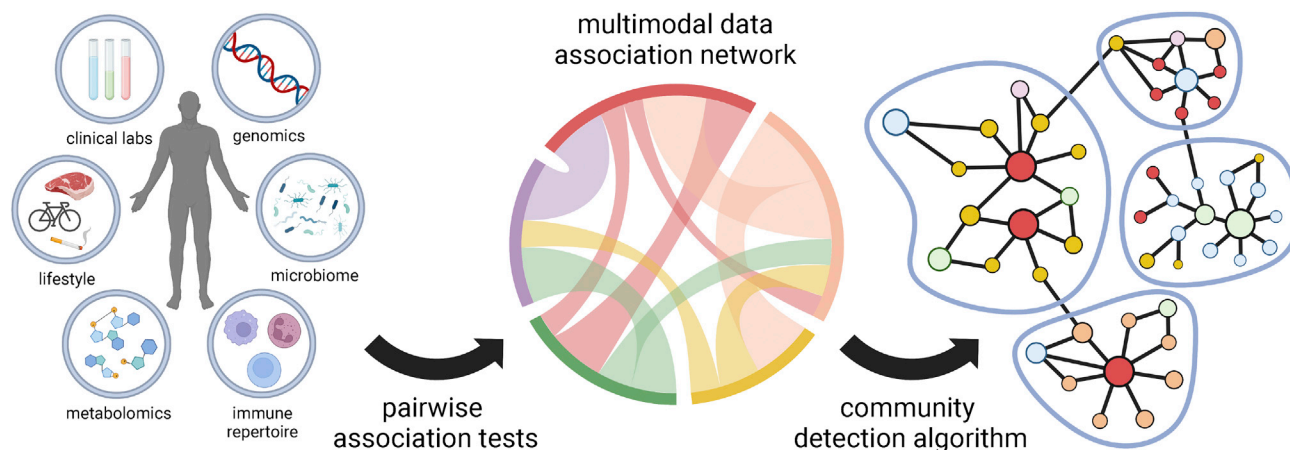 clinical labs
genomics
lifestyle
microbiome
metabolomics
immune
repertoire
pairwise
association tests
multimodal data
association network
community
detection algorithm